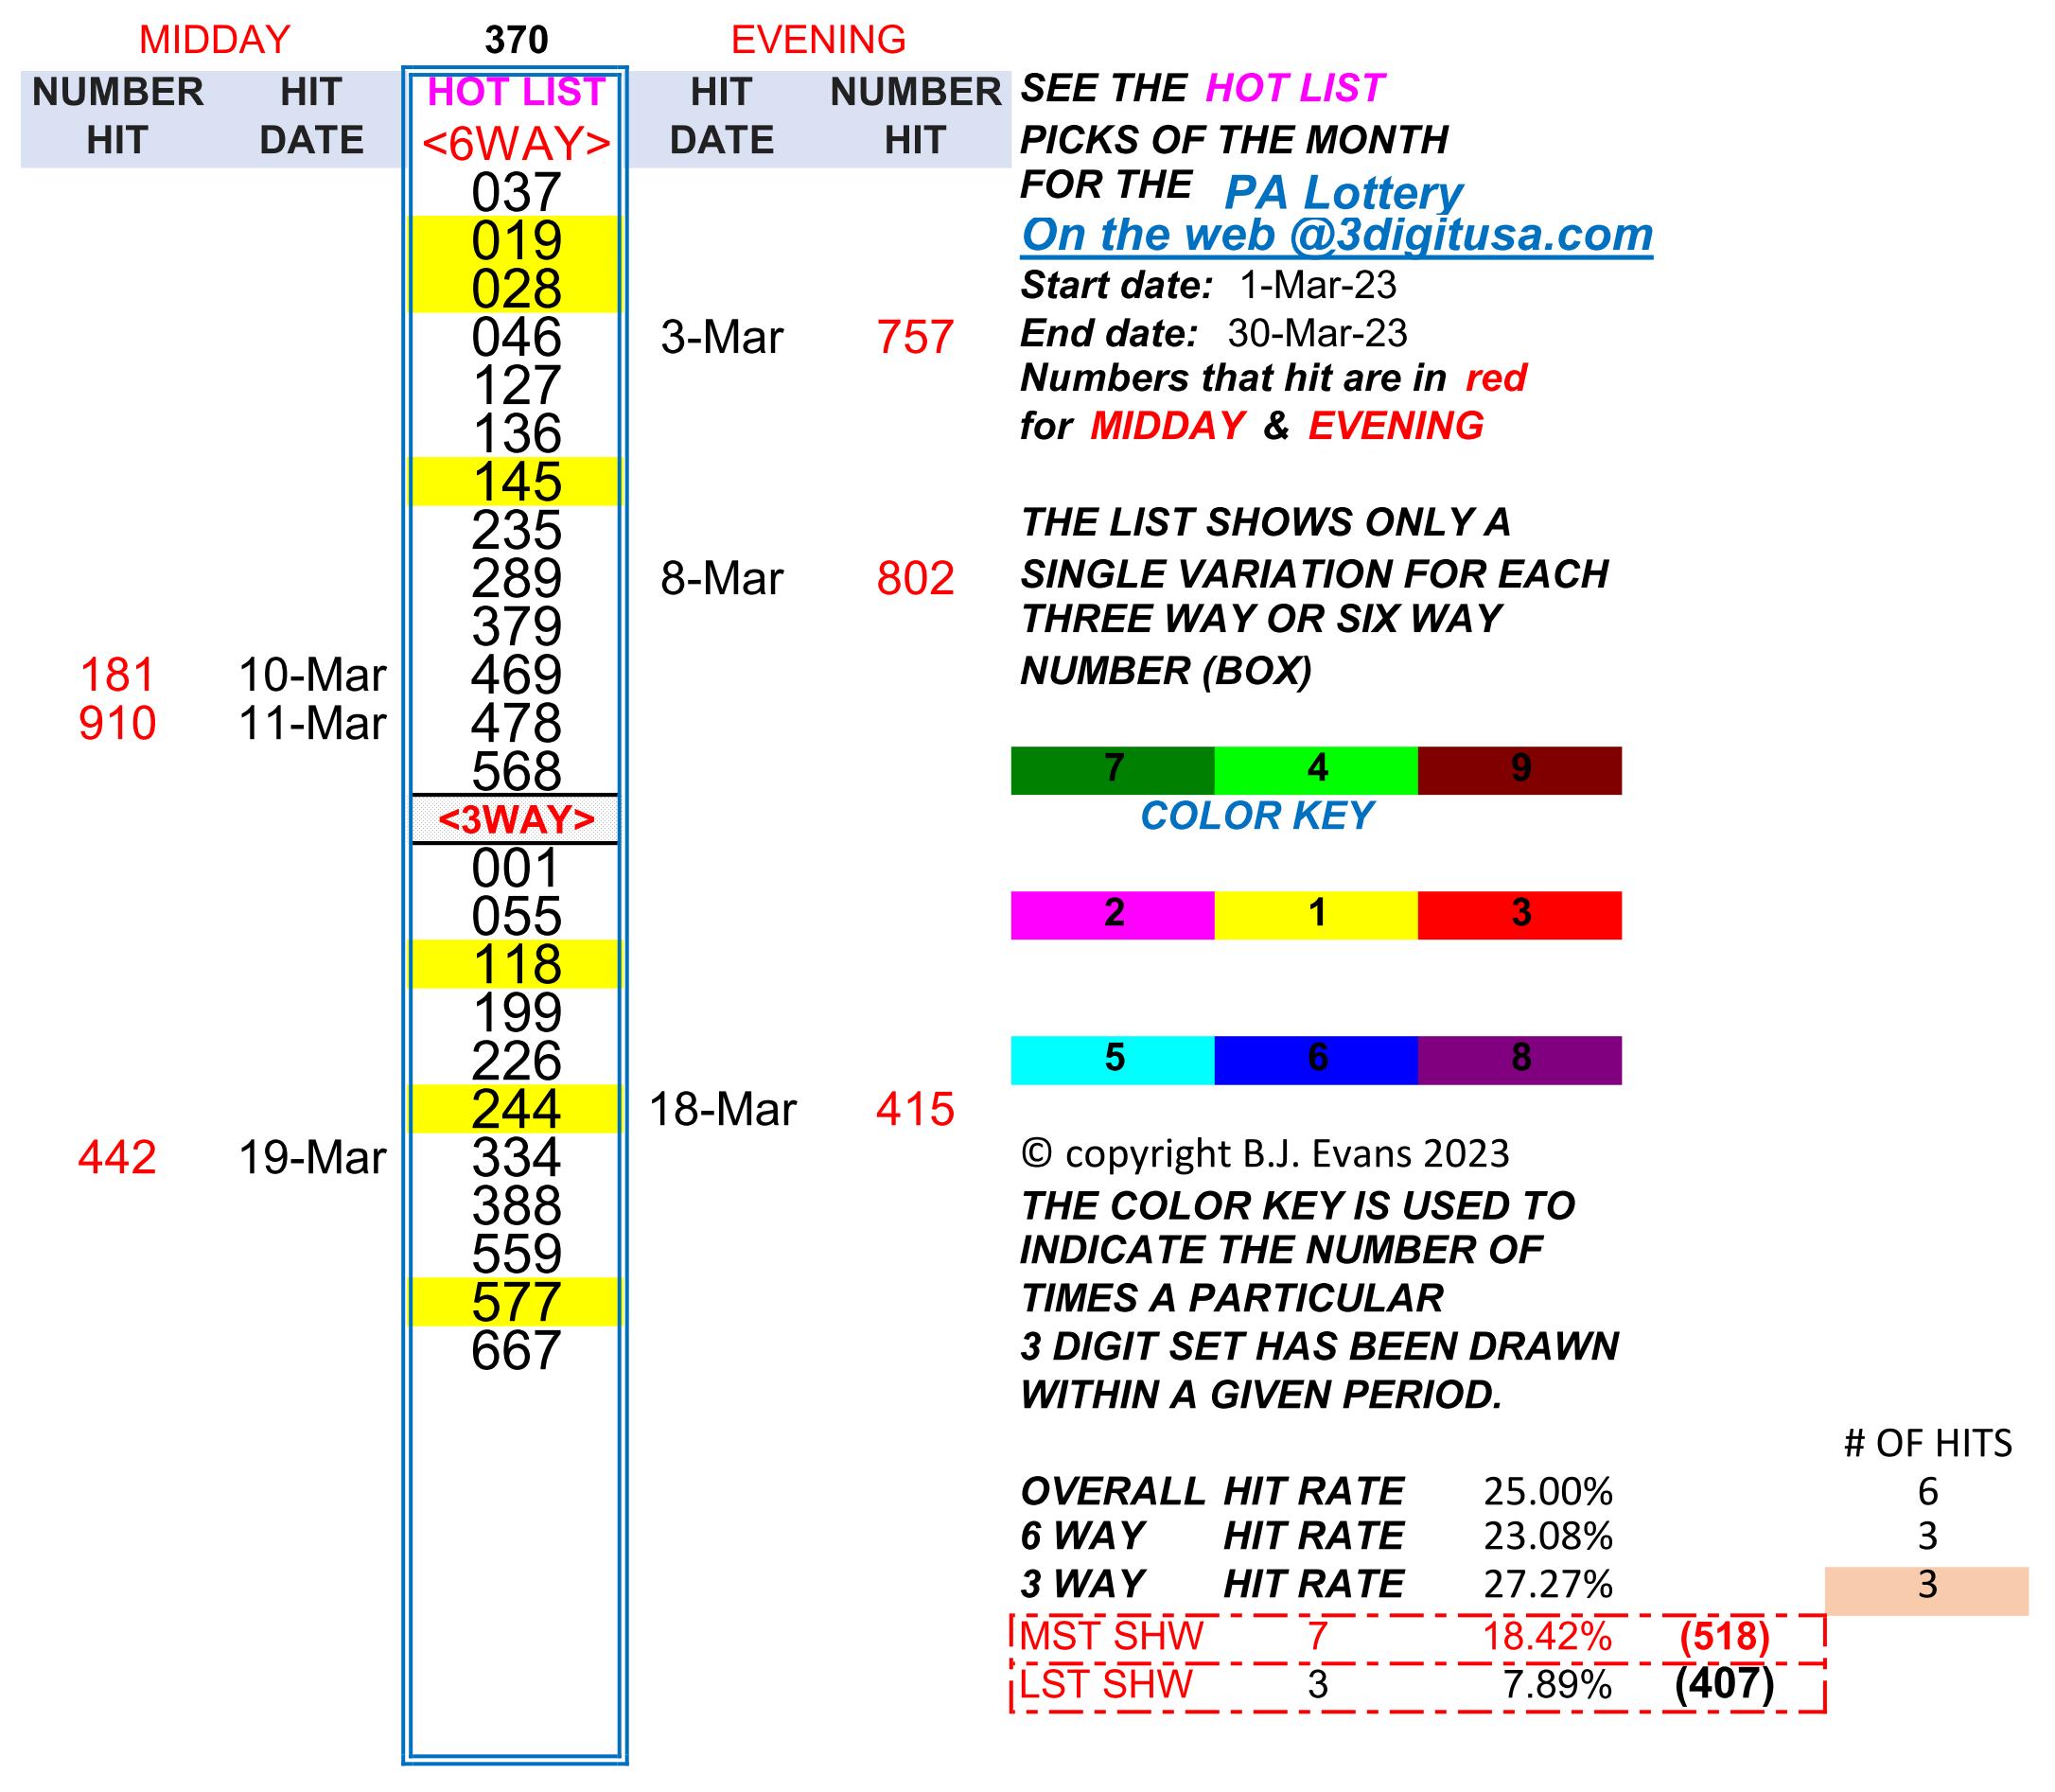 MIDDAY 370 EVENING
NUMBER HIT HOT LIST HIT NUMBER SEE THE HOT LIST
HIT DATE <6WAY> DATE HIT PICKS OF THE MONTH
037 FOR THE PA Lottery
019 On the web @3digitusa.com
028 Start date: 1-Mar-23
046 3-Mar 757 End date: 30-Mar-23
127 Numbers that hit are in red
136 for MIDDAY & EVENING
145
235 THE LIST SHOWS ONLY A
289 8-Mar 802 SINGLE VARIATION FOR EACH
379 THREE WAY OR SIX WAY
181 10-Mar 469 NUMBER (BOX)
910 11-Mar 478
568 7 4 9
<3WAY> COLOR KEY
001
055 2 1 3
118
199
226 5 6 8
244 18-Mar 415
442 19-Mar 334 © copyright B.J. Evans 2023
388 THE COLOR KEY IS USED TO
559 INDICATE THE NUMBER OF
577 TIMES A PARTICULAR
667 3 DIGIT SET HAS BEEN DRAWN
WITHIN A GIVEN PERIOD.
# OF HITS
OVERALL HIT RATE 25.00% 6
6 WAY HIT RATE 23.08% 3
3 WAY HIT RATE 27.27% 3
MST SHW 7 18.42% (518)
LST SHW 3 7.89% (407)